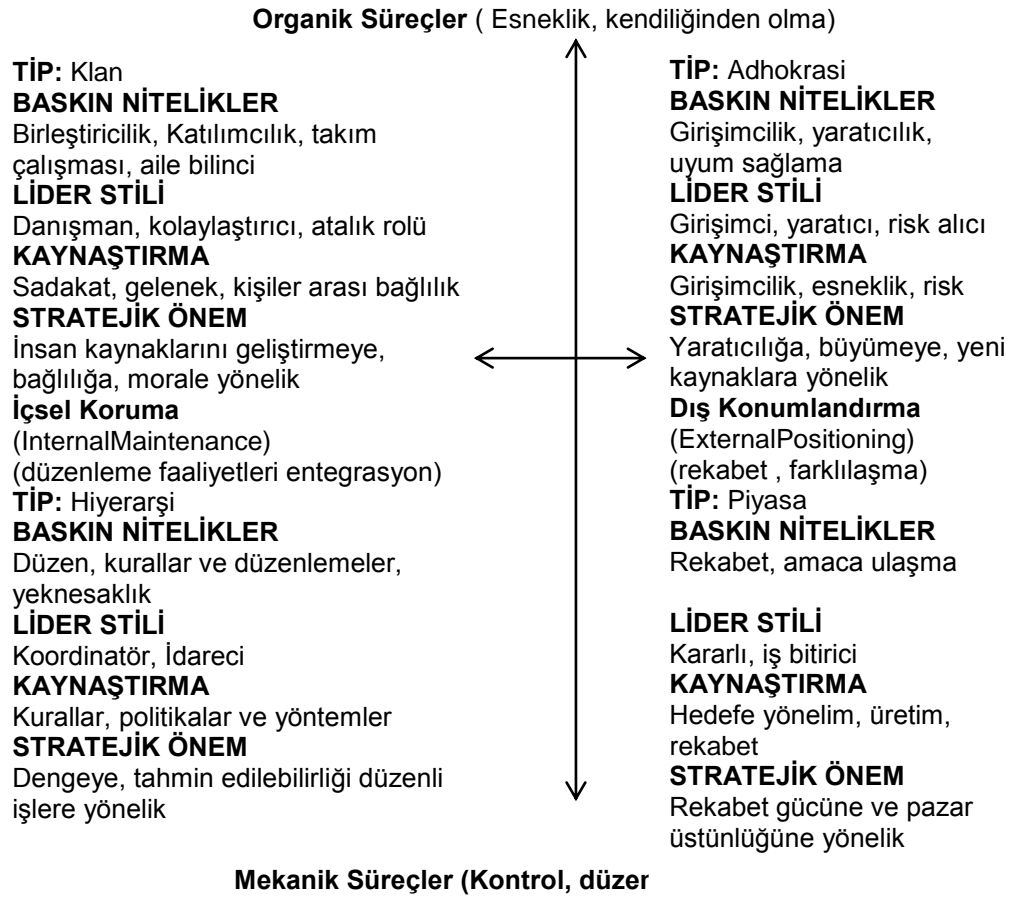 Organik Süreçler ( Esneklik, kendiliğinden olma)
TİP: Klan
BASKIN NİTELİKLER
Birleştiricilik, Katılımcılık, takım
çalışması, aile bilinci
LİDER STİLİ
Danışman, kolaylaştırıcı, atalık rolü
KAYNAŞTIRMA
Sadakat, gelenek, kişiler arası bağlılık
STRATEJİK ÖNEM
İnsan kaynaklarını geliştirmeye,
bağlılığa, morale yönelik
İçsel Koruma
(InternalMaintenance)
(düzenleme faaliyetleri entegrasyon)
TİP: Hiyerarşi
BASKIN NİTELİKLER
Düzen, kurallar ve düzenlemeler,
yeknesaklık
LİDER STİLİ
Koordinatör, İdareci
KAYNAŞTIRMA
Kurallar, politikalar ve yöntemler
STRATEJİK ÖNEM
Dengeye, tahmin edilebilirliği düzenli
işlere yönelik
TİP: Adhokrasi
BASKIN NİTELİKLER
Girişimcilik, yaratıcılık,
uyum sağlama
LİDER STİLİ
Girişimci, yaratıcı, risk alıcı
KAYNAŞTIRMA
Girişimcilik, esneklik, risk
STRATEJİK ÖNEM
Yaratıcılığa, büyümeye, yeni
kaynaklara yönelik
Dış Konumlandırma
(ExternalPositioning)
(rekabet , farklılaşma)
TİP: Piyasa
BASKIN NİTELİKLER
Rekabet, amaca ulaşma
LİDER STİLİ
Kararlı, iş bitirici
KAYNAŞTIRMA
Hedefe yönelim, üretim,
rekabet
STRATEJİK ÖNEM
Rekabet gücüne ve pazar
üstünlüğüne yönelik
Mekanik Süreçler (Kontrol,